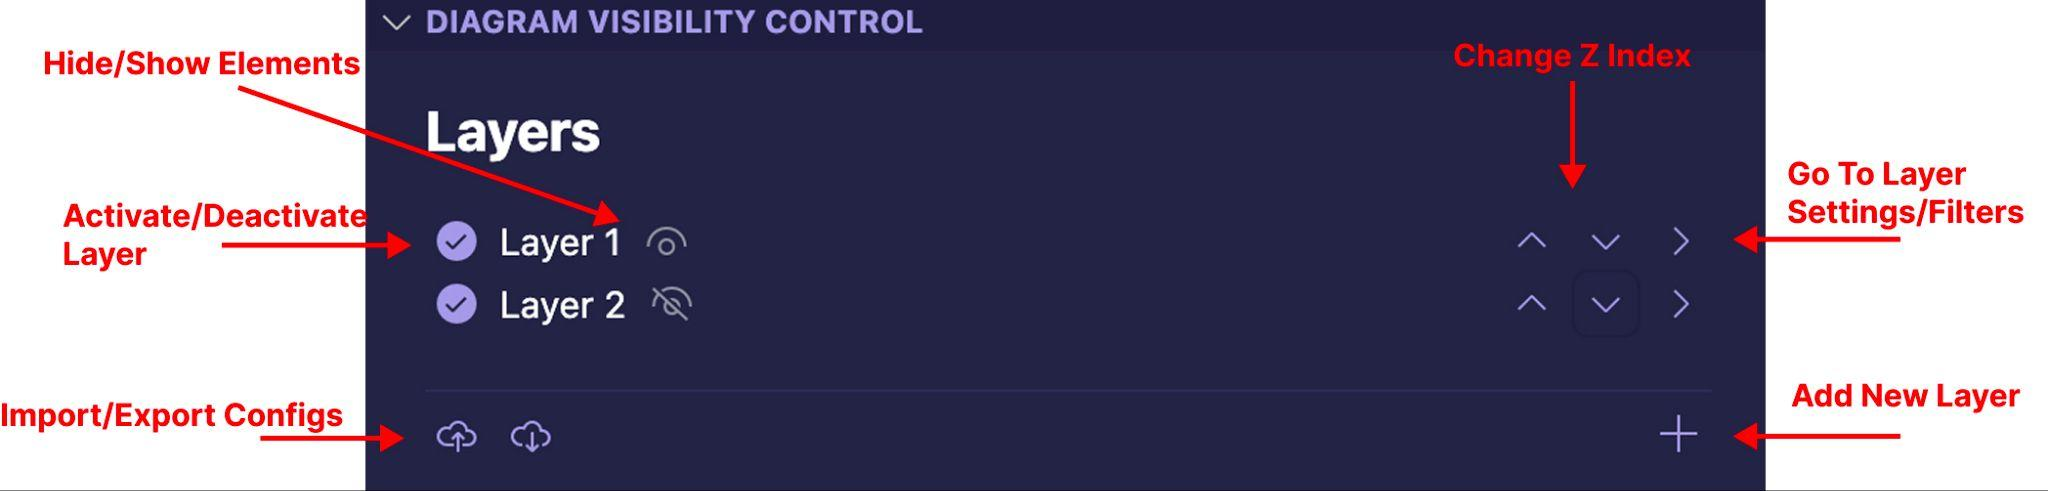 DIAGRAM VISIBILITY CONTROL
Hide/Show Elements
Change Z Index
Layers
Go To Layer
Settings/Filters
Activate/Deactivate
Layer
Layer 1
Layer 2
Import/Export Configs
Add New Layer